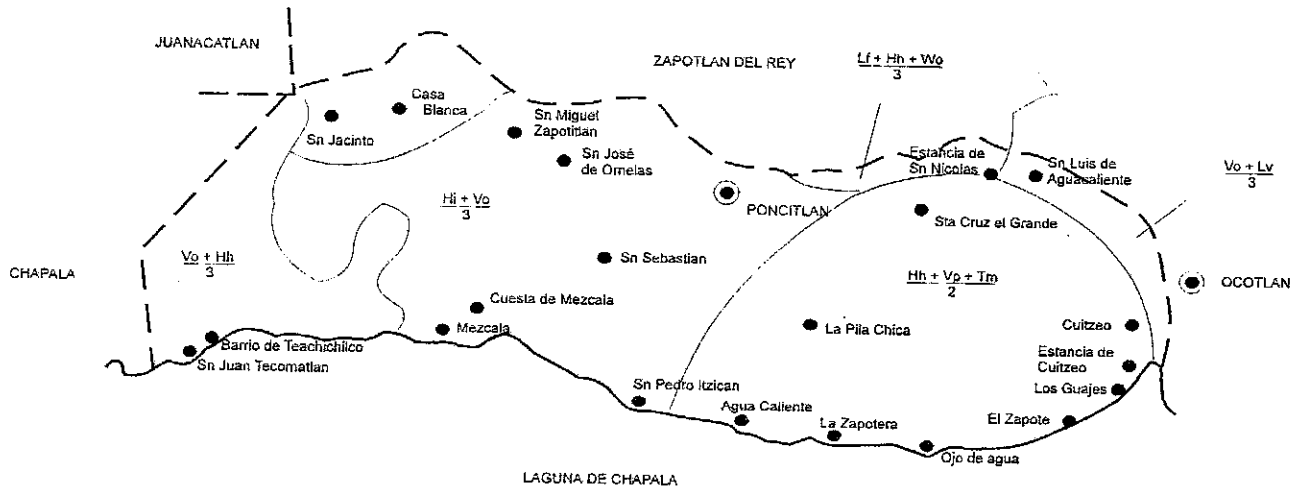 JUANACATLAN
ZAPOTLAN DEL REY
Lf + Hh + Wo
3
Casa
Blanca
Sn Jacinto
Sn Miguel
Zapotitlan
Sn José
de Ornelas
Estancia de
Sn Nicolas
Sn Luis de
Aguacaliente
Vo + Lv
3
Hi + Vo
3
PONCITLAN
Sta Cruz el Grande
Vo + Hh
3
CHAPALA
Sn Sebastian
Hh + Vp + Tm
2
OCOTLAN
Cuesta de Mezcala
Mezcala
La Pila Chica
Cuitzeo
Barrio de Teachichilco
Sn Juan Tecomatlan
Estancia de
Cuitzeo
Los Guajes
Sn Pedro Itzican
Agua Caliente
La Zapotera
El Zapote
Ojo de agua
LAGUNA DE CHAPALA